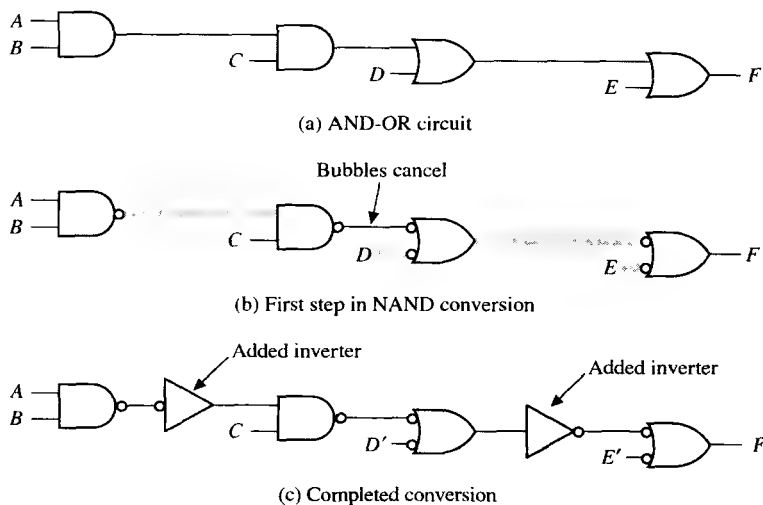 A
B
C
D
E
F
(a) AND-OR circuit
Bubbles cancel
A
B
C
D
E
F
(b) First step in NAND conversion
Added inverter
Added inverter
A
B
C
D'
E'
F
(c) Completed conversion